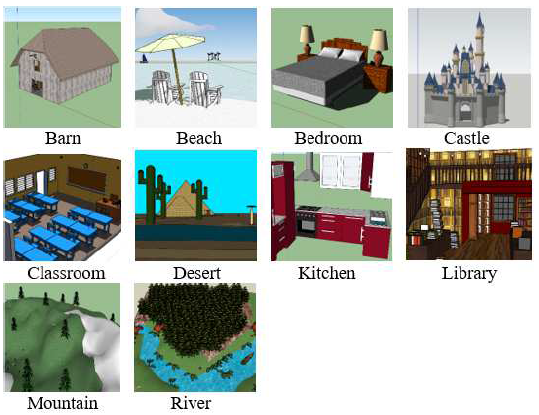 Barn
Beach
Bedroom
Castle
Classroom
Desert
Kitchen
Library
Mountain
River